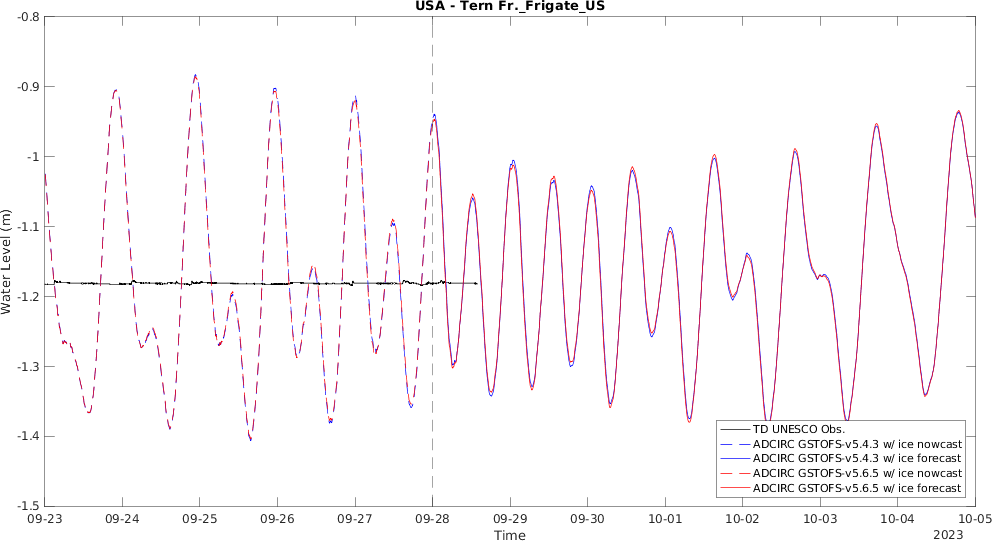 USA - Tern Fr._Frigate_US
-0.8
-0.9
-1
-1.1
-1.2
-1.3
-1.4
-1.5
Water Level (m)
TD UNESCO Obs.
ADCIRC GSTOFS-v5.4.3 w/ ice nowcast
ADCIRC GSTOFS-v5.4.3 w/ ice forecast
ADCIRC GSTOFS-v5.6.5 w/ ice nowcast
ADCIRC GSTOFS-v5.6.5 w/ ice forecast
09-23 09-24 09-25 09-26 09-27 09-28 09-29 09-30 10-01 10-02 10-03 10-04 10-05
Time
2023